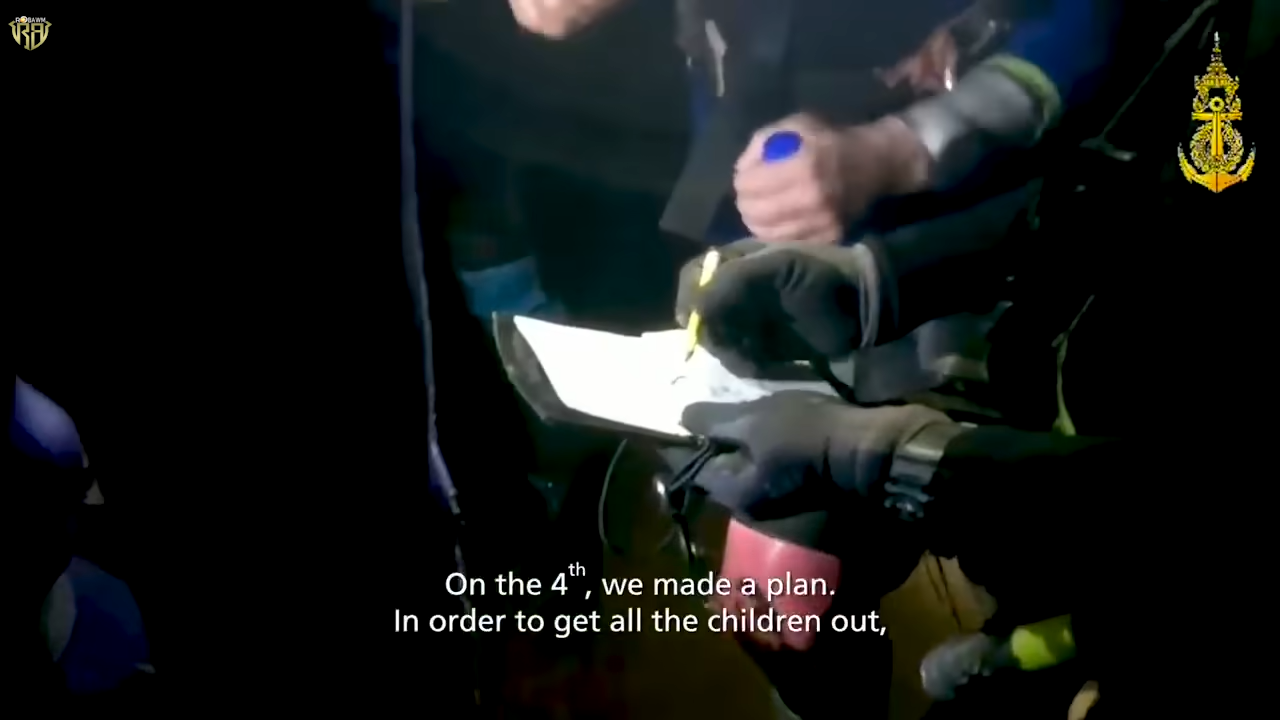 On the 4th, we made a plan.
In order to get all the children out,